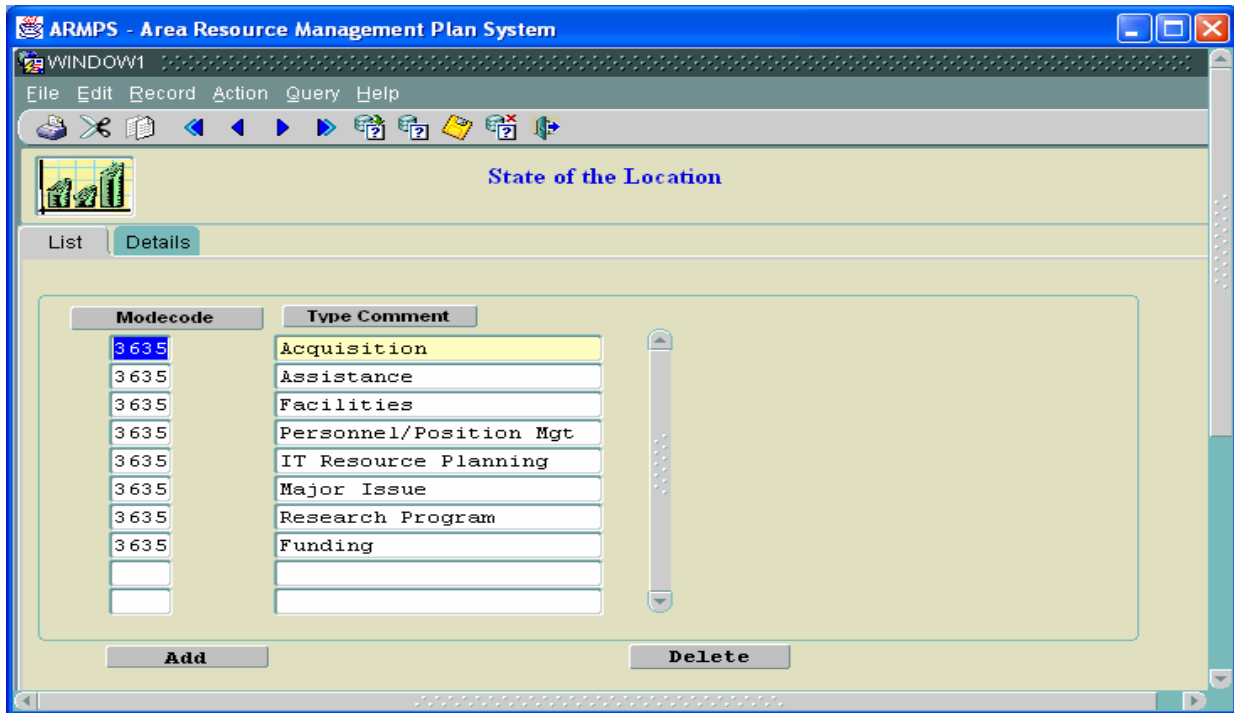 ARMPS - Area Resource Management Plan System
WINDOW1
File Edit Record Action Query Help
State of the Location
List Details
Modecode Type Comment
3635 Acquisition
3635 Assistance
3635 Facilities
3635 Personnel/Position Mgt
3635 IT Resource Planning
3635 Major Issue
3635 Research Program
3635 Funding
Add Delete